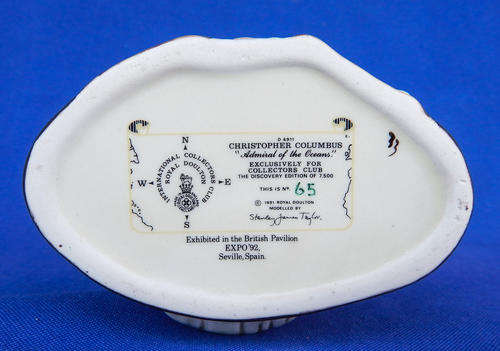 D 6911
CHRISTOPHER COLUMBUS
"Admiral of the Oceans."
EXCLUSIVELY FOR
COLLECTORS CLUB
THE DISCOVERY EDITION OF 7,500
THIS IS Nº 65
© 1991 ROYAL DOULTON
MODELLED BY
Stanley James Taylor.
N
W
E
S
INTERNATIONAL COLLECTORS CLUB
ROYAL DOULTON
Exhibited in the British Pavilion
EXPO'92,
Seville, Spain.